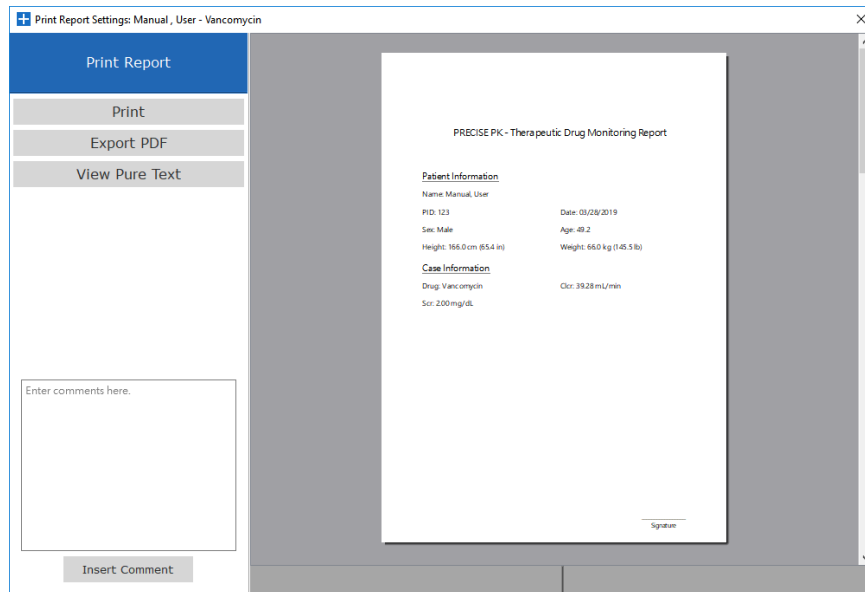 Print Report Settings: Manual , User - Vancomycin
Print Report
Print
Export PDF
View Pure Text
Enter comments here.
Insert Comment
PRECISE PK - Therapeutic Drug Monitoring Report
Patient Information
Name: Manual, User
PID: 123 Date: 03/28/2019
Sex: Male Age: 49.2
Height: 166.0 cm (65.4 in) Weight: 66.0 kg (145.5 lb)
Case Information
Drug: Vancomycin Clcr: 39.28 mL/min
Scr: 2.00 mg/dL
Signature